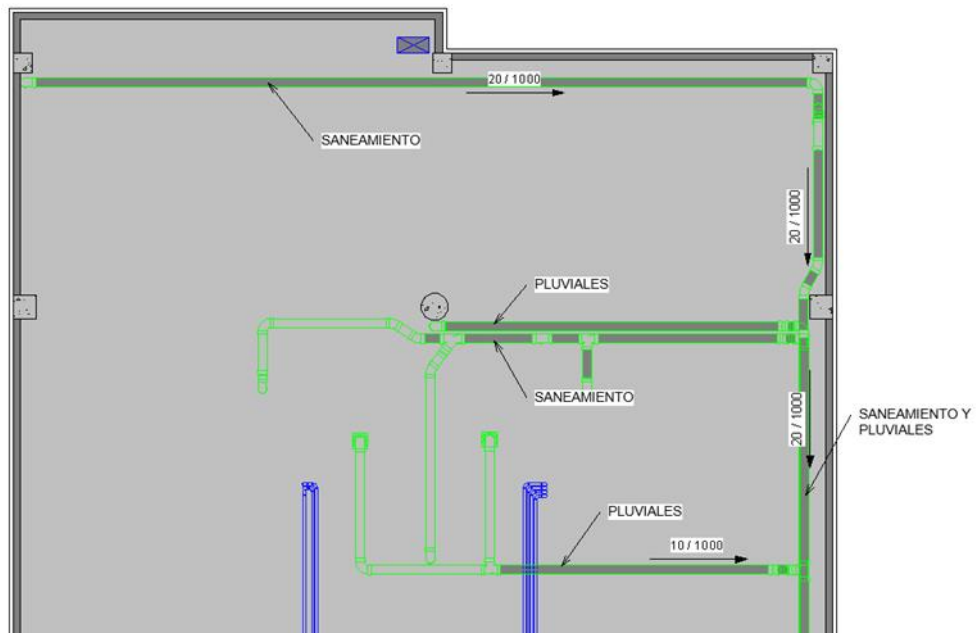 20 / 1000
SANEAMIENTO
20 / 1000
PLUVIALES
SANEAMIENTO
20 / 1000
SANEAMIENTO Y
PLUVIALES
PLUVIALES
10 / 1000